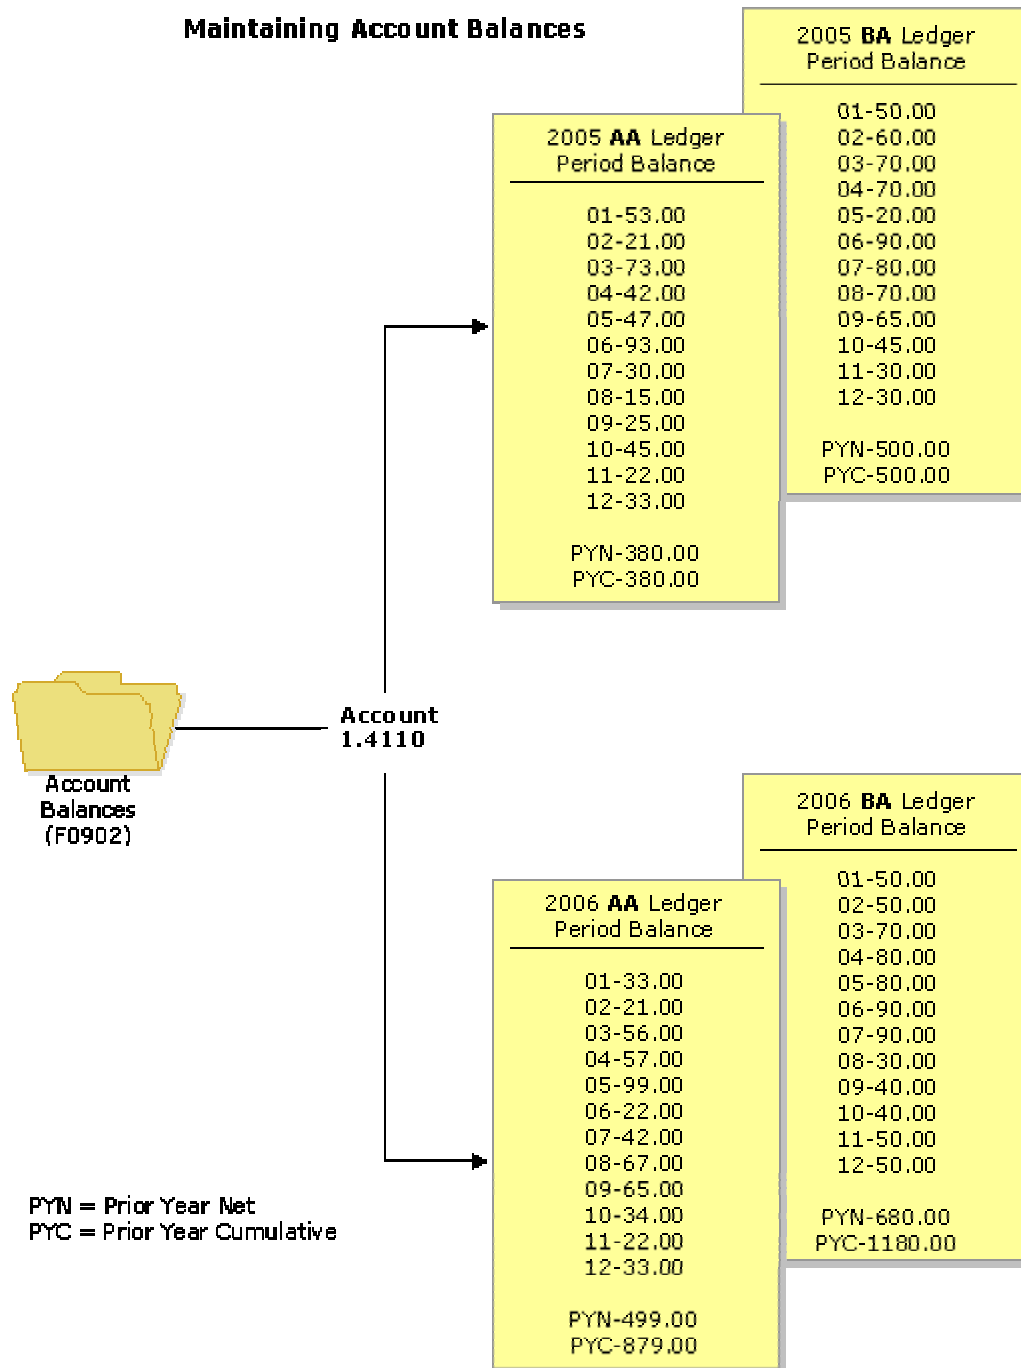 Maintaining Account Balances
2005 BA Ledger
Period Balance
01-50.00
02-60.00
03-70.00
04-70.00
05-20.00
06-90.00
07-80.00
08-70.00
09-65.00
10-45.00
11-30.00
12-30.00
PYN-500.00
PYC-500.00
2005 AA Ledger
Period Balance
01-53.00
02-21.00
03-73.00
04-42.00
05-47.00
06-93.00
07-30.00
08-15.00
09-25.00
10-45.00
11-22.00
12-33.00
PYN-380.00
PYC-380.00
Account
1.4110
Account
Balances
(F0902)
2006 BA Ledger
Period Balance
01-50.00
02-50.00
03-70.00
04-80.00
05-80.00
06-90.00
07-90.00
08-30.00
09-40.00
10-40.00
11-50.00
12-50.00
PYN-680.00
PYC-1180.00
2006 AA Ledger
Period Balance
01-33.00
02-21.00
03-56.00
04-57.00
05-99.00
06-22.00
07-42.00
08-67.00
09-65.00
10-34.00
11-22.00
12-33.00
PYN-499.00
PYC-879.00
PYN = Prior Year Net
PYC = Prior Year Cumulative